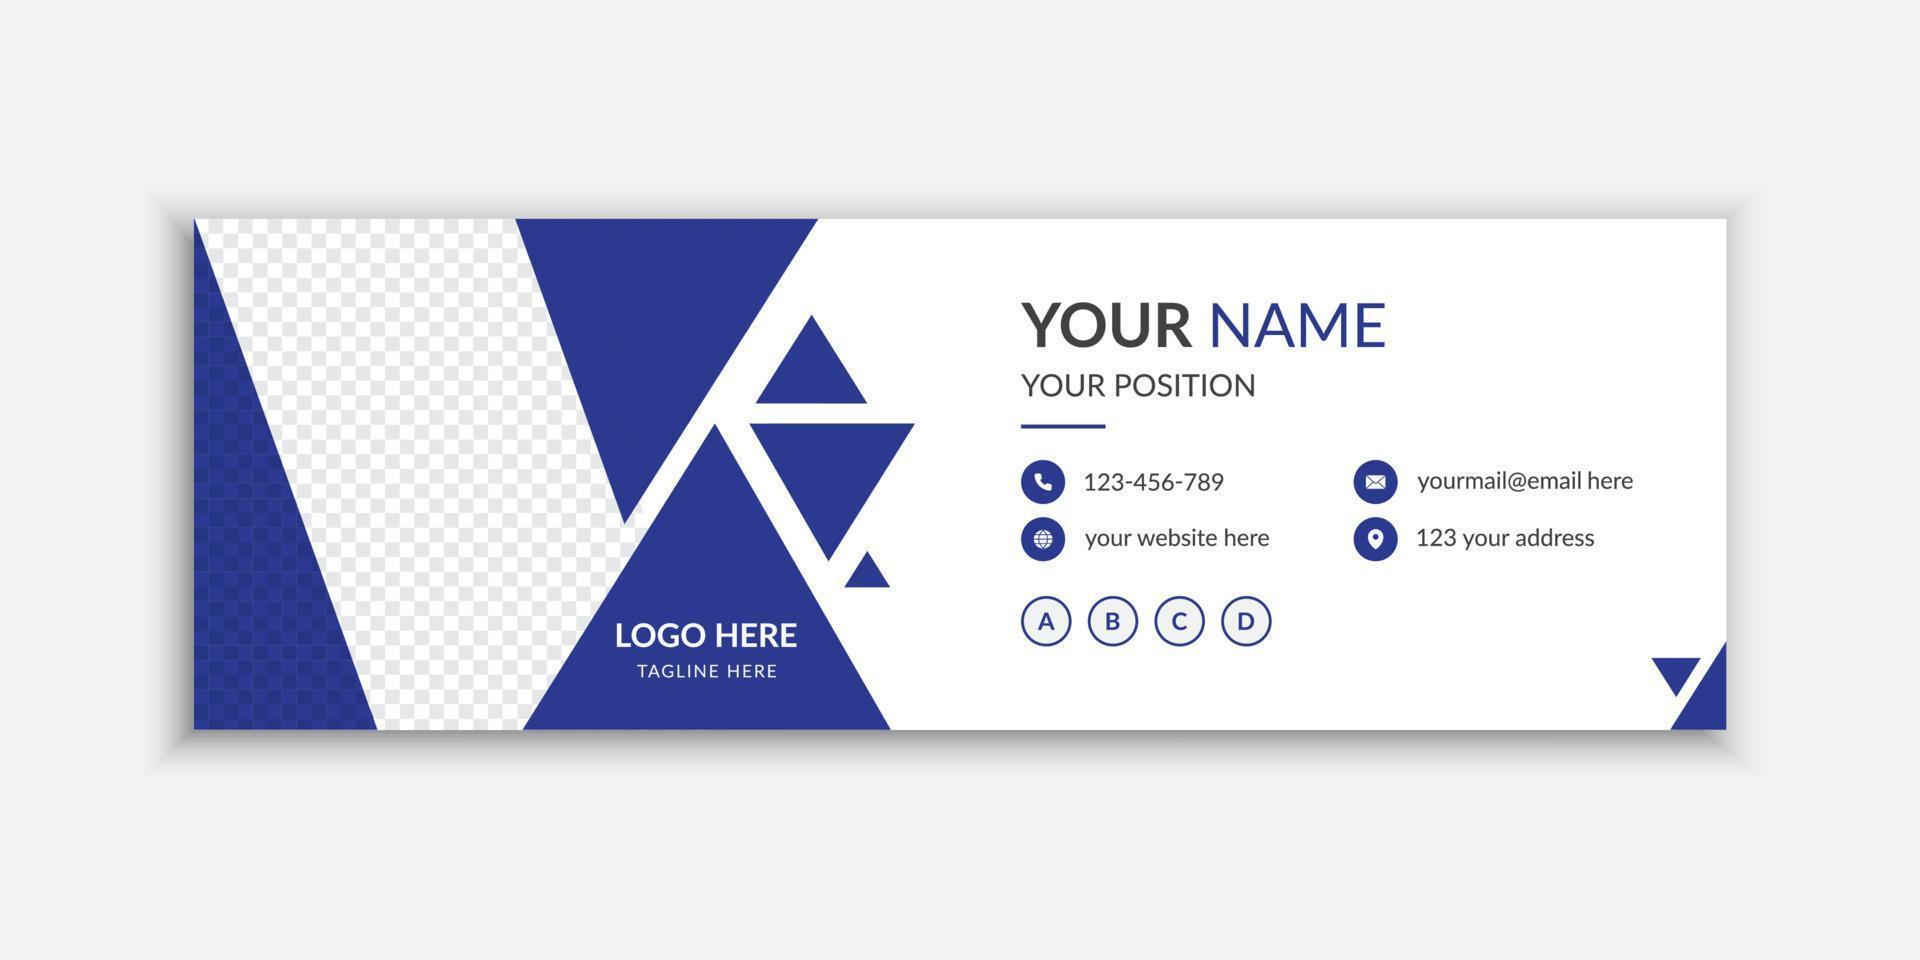 YOUR NAME
YOUR POSITION
123-456-789
yourmail@email here
your website here
123 your address
A B C D
LOGO HERE
TAGLINE HERE